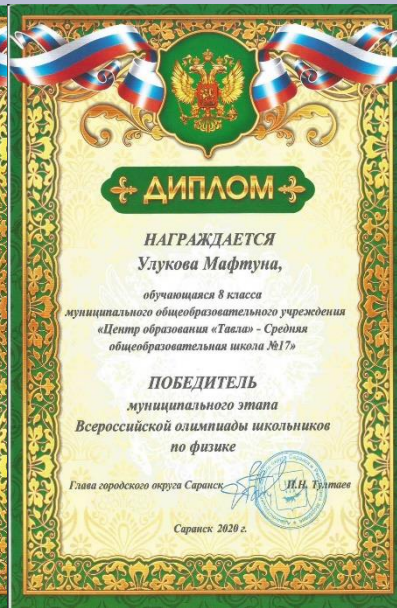 ДИПЛОМ
НАГРАЖДАЕТСЯ
Улукова Мафтуна,
обучающаяся 8 класса
муниципального общеобразовательного учреждения
«Центр образования «Тавла» - Средняя
общеобразовательная школа №17»
ПОБЕДИТЕЛЬ
муниципального этапа
Всероссийской олимпиады школьников
по физике
Глава городского округа Саранск П.Н. Тултаев
Саранск 2020 г.